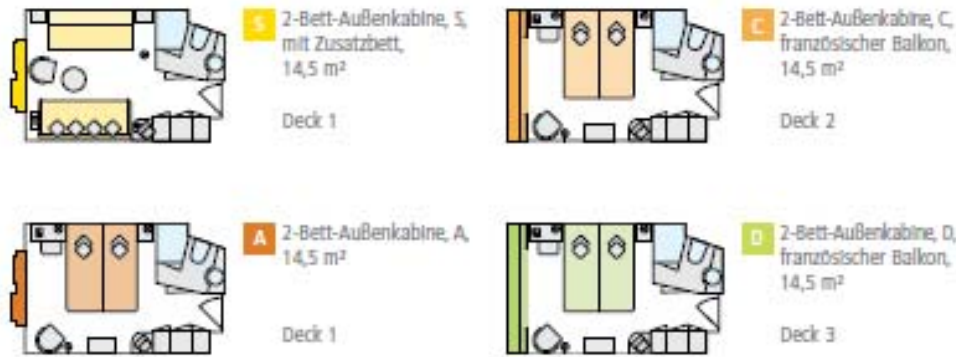 S
2-Bett-Außenkabine, S,
mit Zusatzbett,
14,5 m²
Deck 1
C
2-Bett-Außenkabine, C,
französischer Balkon,
14,5 m²
Deck 2
A
2-Bett-Außenkabine, A,
14,5 m²
Deck 1
D
2-Bett-Außenkabine, D,
französischer Balkon,
14,5 m²
Deck 3